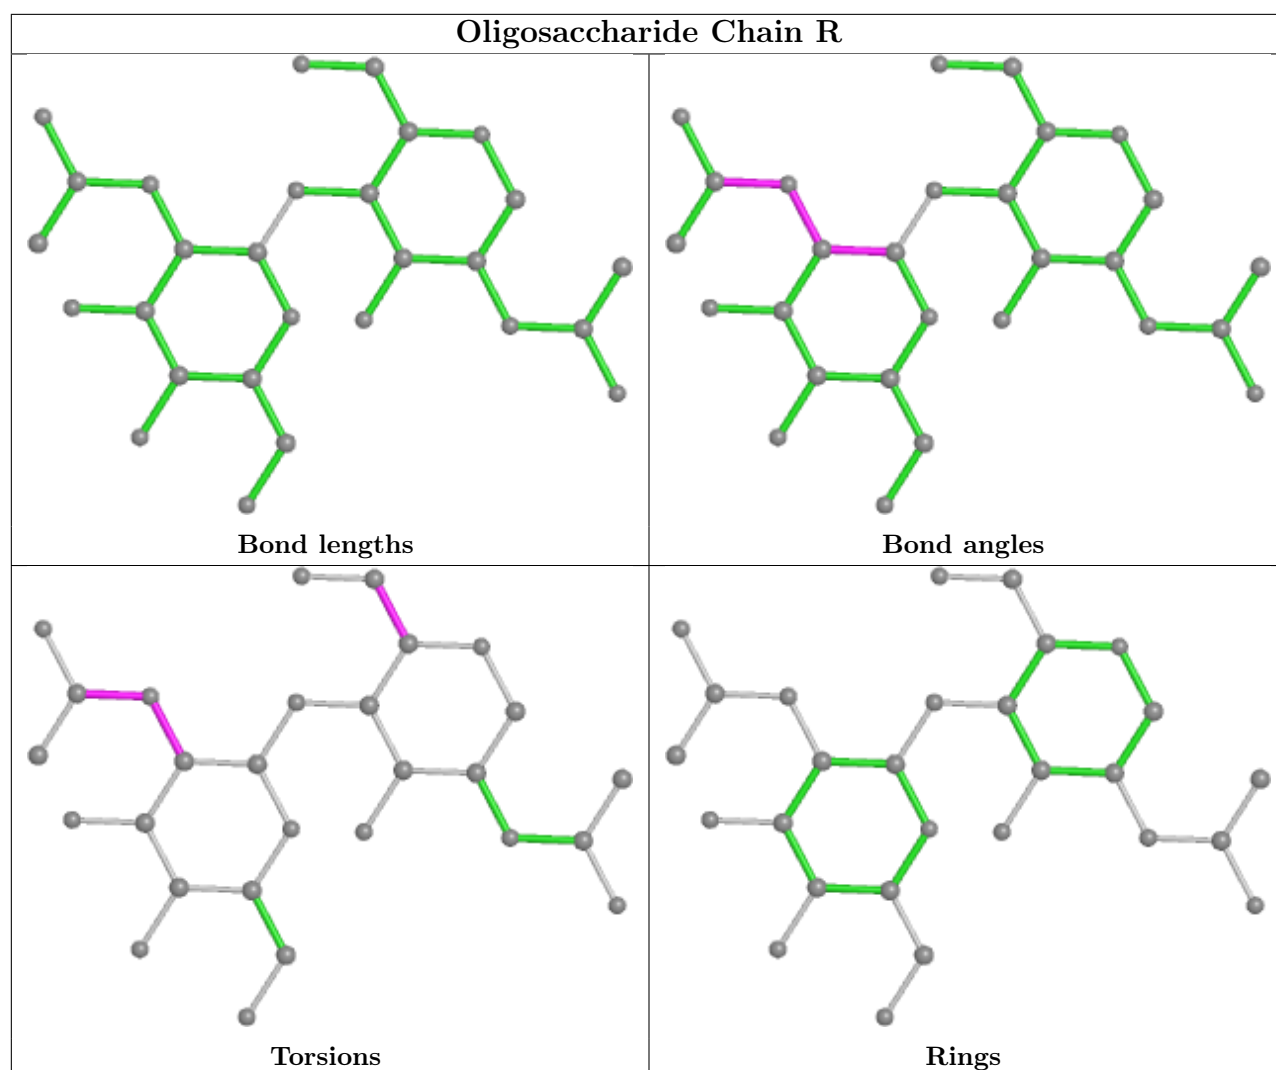 Oligosaccharide Chain R
Bond lengths
Bond angles
Torsions
Rings